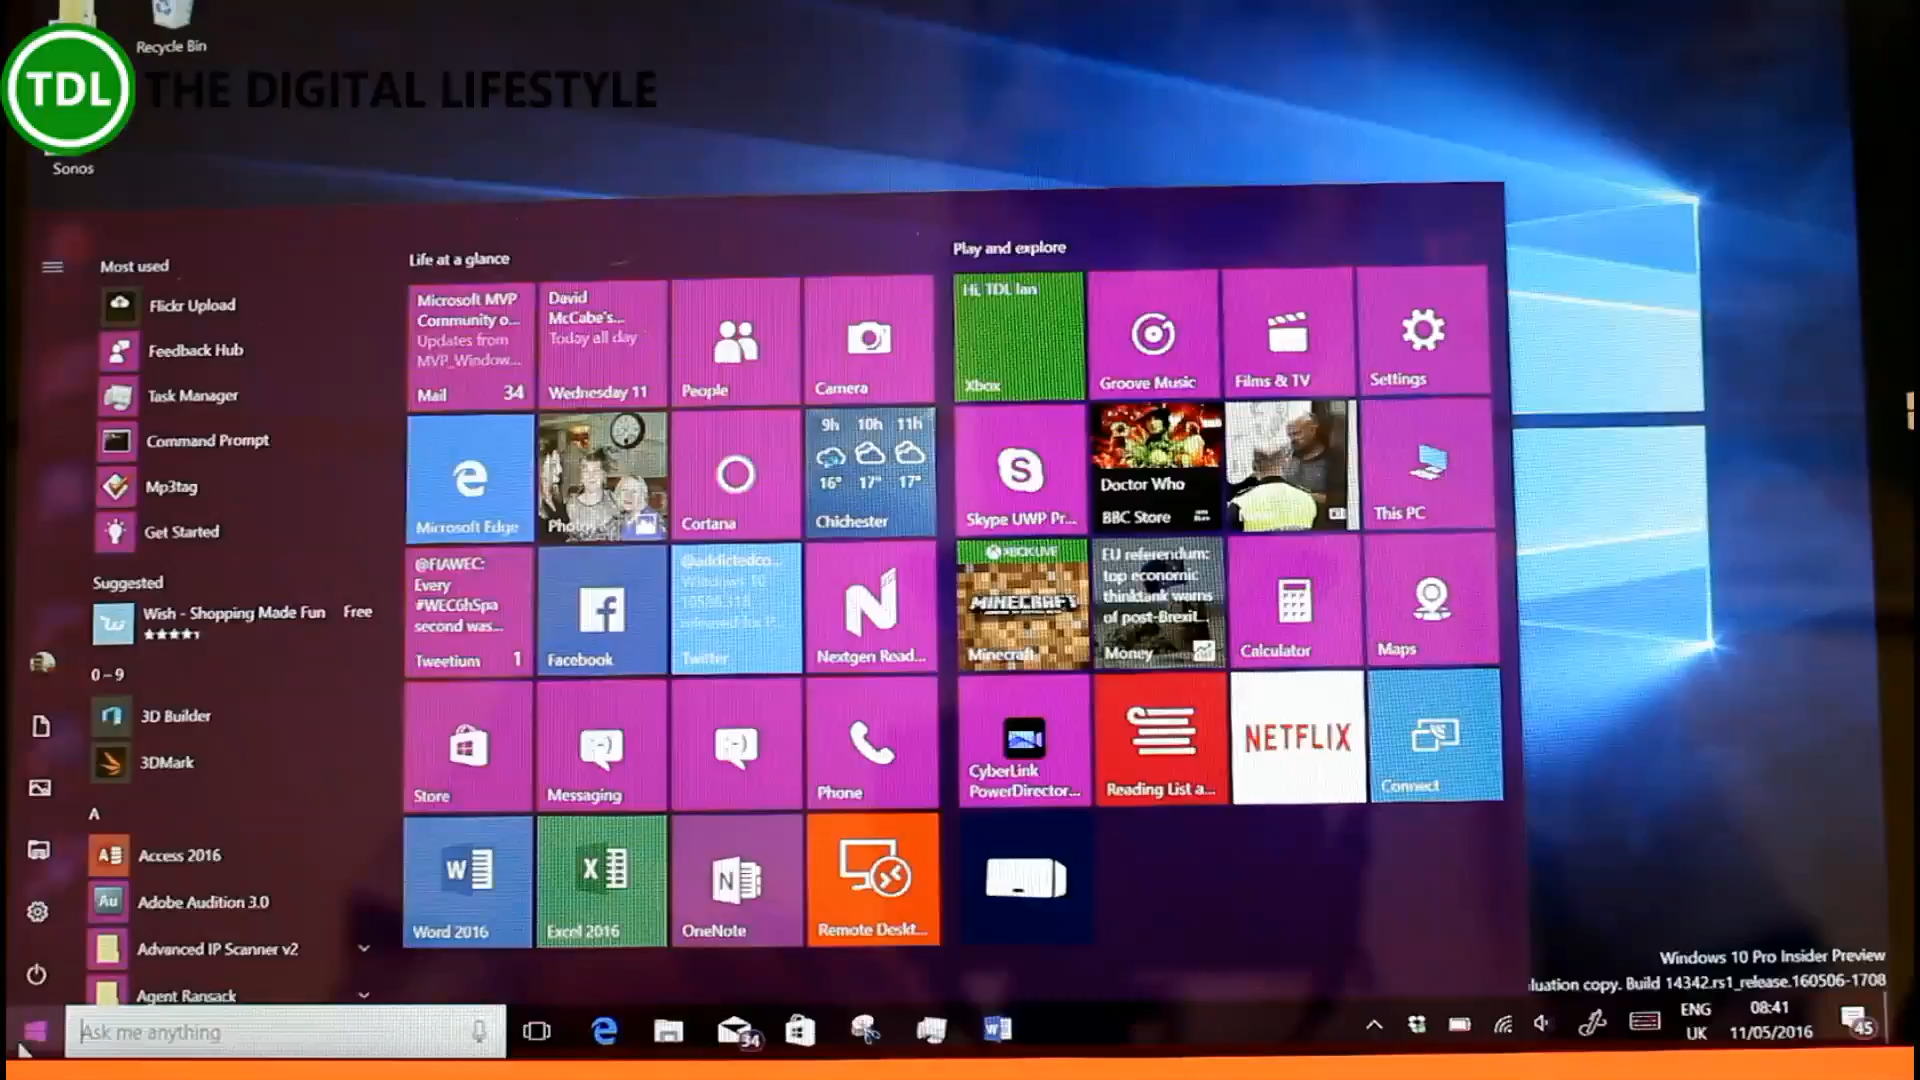 Recycle Bin
TDL THE DIGITAL LIFESTYLE
Sonos
Most used
Flickr Upload
Feedback Hub
Task Manager
Command Prompt
Mp3tag
Get Started
Suggested
Wish - Shopping Made Fun Free
0 – 9
3D Builder
3DMark
A
Access 2016
Adobe Audition 3.0
Advanced IP Scanner v2
Agent Ransack
Ask me anything
Life at a glance
Microsoft MVP
Community o...
Updates from
MVP_Window...
Mail 34
David
McCabe's...
Today all day
Wednesday 11
People
Camera
Microsoft Edge
Photos
Cortana
9h 10h 11h
16° 17° 17°
Chichester
@FIAWEC:
Every
#WEC6hSpa
second was...
Tweetium 1
Facebook
@addictedco...
Windows 10
Twitter
Nextgen Read...
Store
Messaging
Phone
Word 2016
Excel 2016
OneNote
Remote Deskt...
Play and explore
Hi, TDL Ian
Xbox
Groove Music
Films & TV
Settings
Skype UWP Pr...
Doctor Who
BBC Store
This PC
XBOX LIVE
MINECRAFT
Minecraft
EU referendum:
top economic
thinktank warns
of post-Brexit...
Money
Calculator
Maps
CyberLink
PowerDirector...
Reading List a...
NETFLIX
Connect
Windows 10 Pro Insider Preview
luation copy. Build 14342.rs1_release.160506-1708
34
ENG
UK
08:41
11/05/2016
45